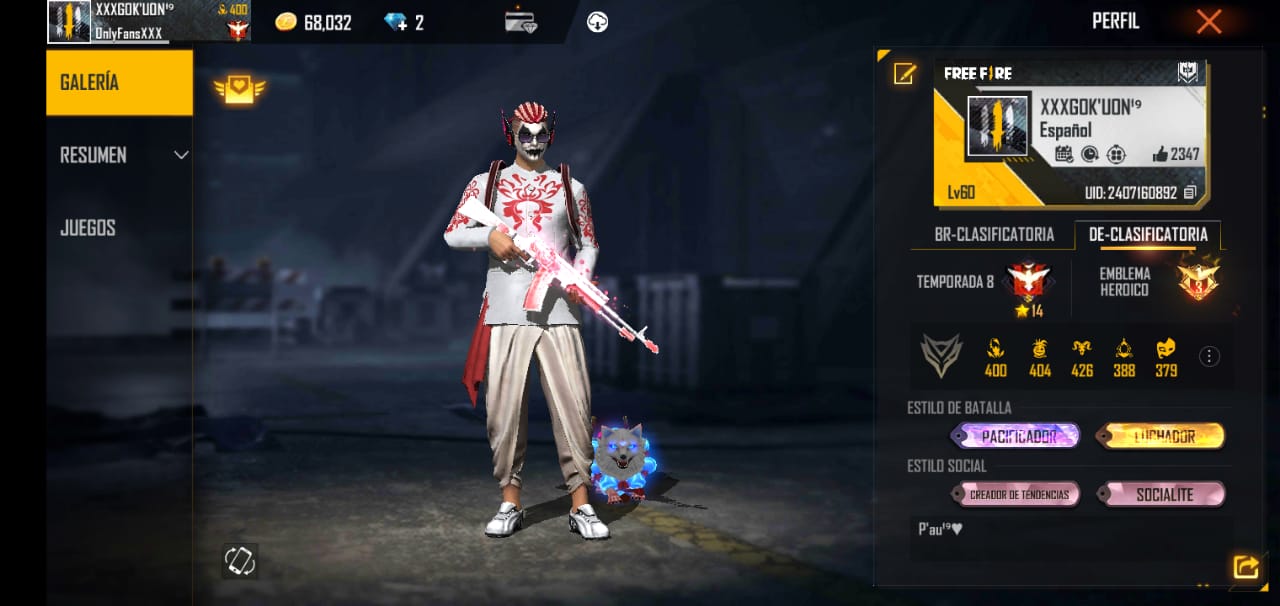 XXXGOK'UON¹⁹
400
OnlyFansXXX
68,032
2
PERFIL
GALERÍA
RESUMEN
JUEGOS
FREE FIRE
XXXGOK'UON¹⁹
Español
2347
Lv60
UID: 2407160892
BR-CLASIFICATORIA
DE-CLASIFICATORIA
TEMPORADA 8
14
EMBLEMA
HEROICO
3
400 404 426 388 379
ESTILO DE BATALLA
PACIFICADOR
LUCHADOR
ESTILO SOCIAL
CREADOR DE TENDENCIAS
SOCIALITE
P'au¹⁹♥